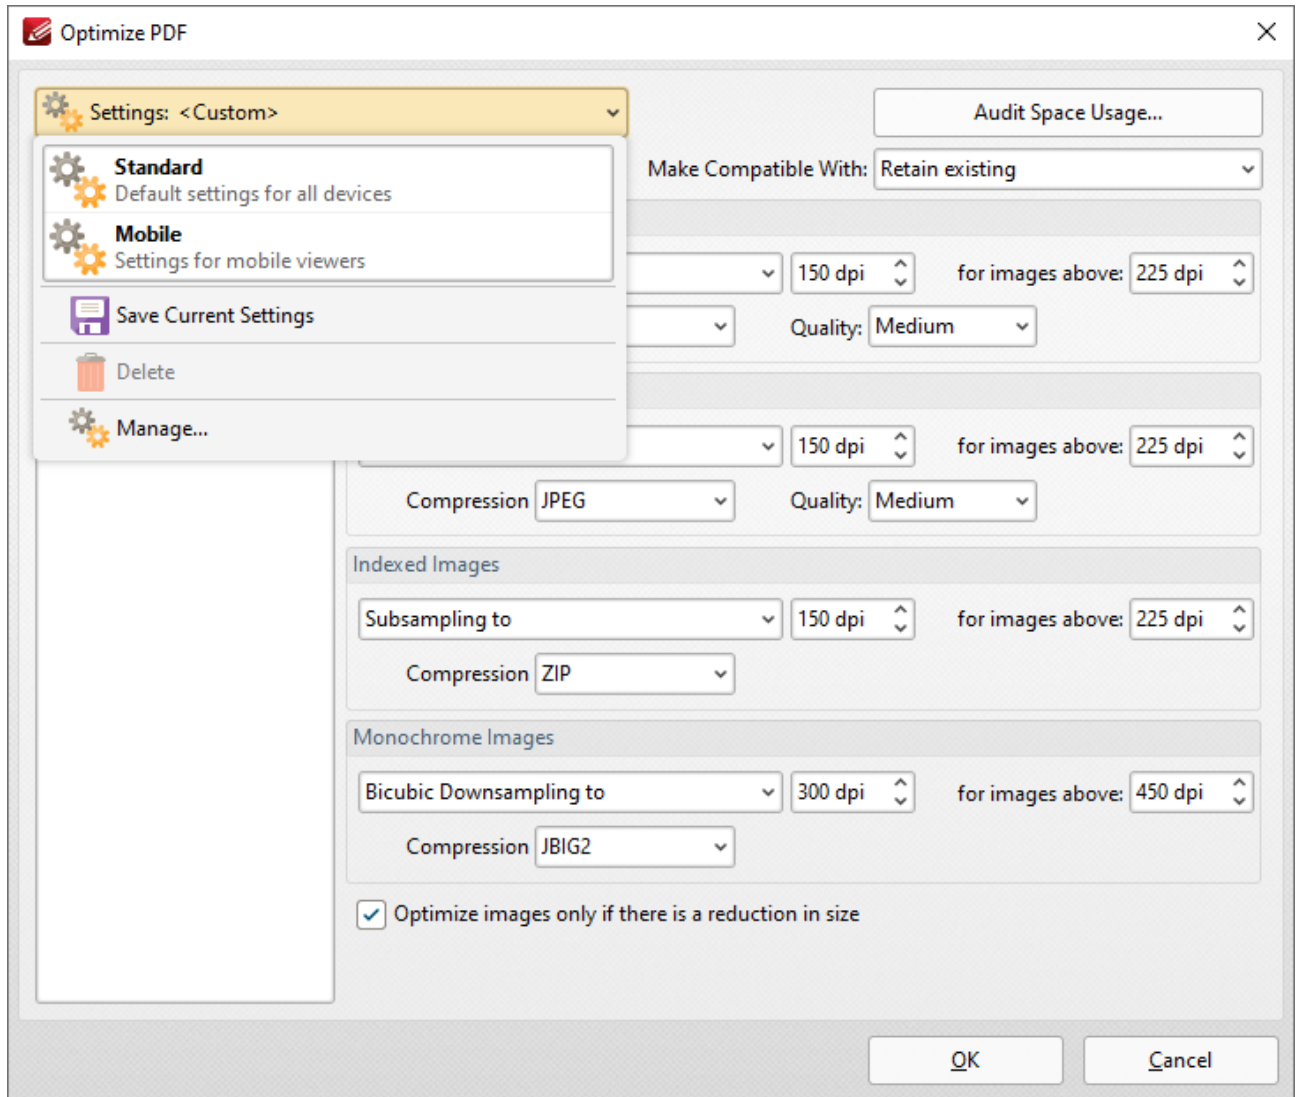 Optimize PDF
Settings: <Custom>
Audit Space Usage...
Standard
Default settings for all devices
Make Compatible With: Retain existing
Mobile
Settings for mobile viewers
150 dpi for images above: 225 dpi
Save Current Settings
Quality: Medium
Delete
Manage...
150 dpi for images above: 225 dpi
Compression JPEG Quality: Medium
Indexed Images
Subsampling to 150 dpi for images above: 225 dpi
Compression ZIP
Monochrome Images
Bicubic Downsampling to 300 dpi for images above: 450 dpi
Compression JBIG2
Optimize images only if there is a reduction in size
OK Cancel